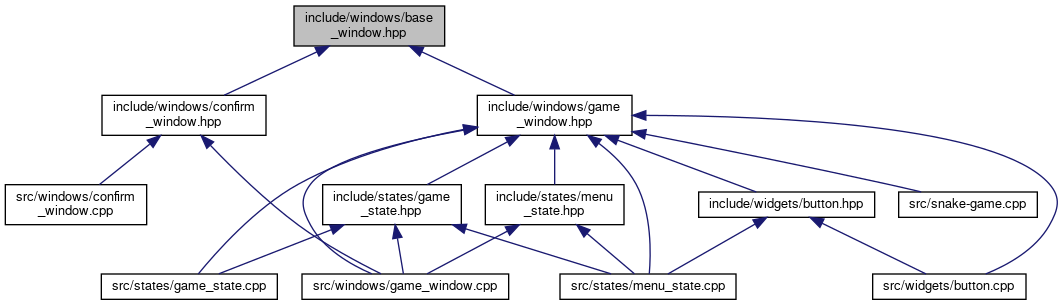 include/windows/base
_window.hpp
include/windows/confirm
_window.hpp
include/windows/game
_window.hpp
src/windows/confirm
_window.cpp
include/states/game
_state.hpp
include/states/menu
_state.hpp
include/widgets/button.hpp
src/snake-game.cpp
src/states/game_state.cpp
src/windows/game_window.cpp
src/states/menu_state.cpp
src/widgets/button.cpp